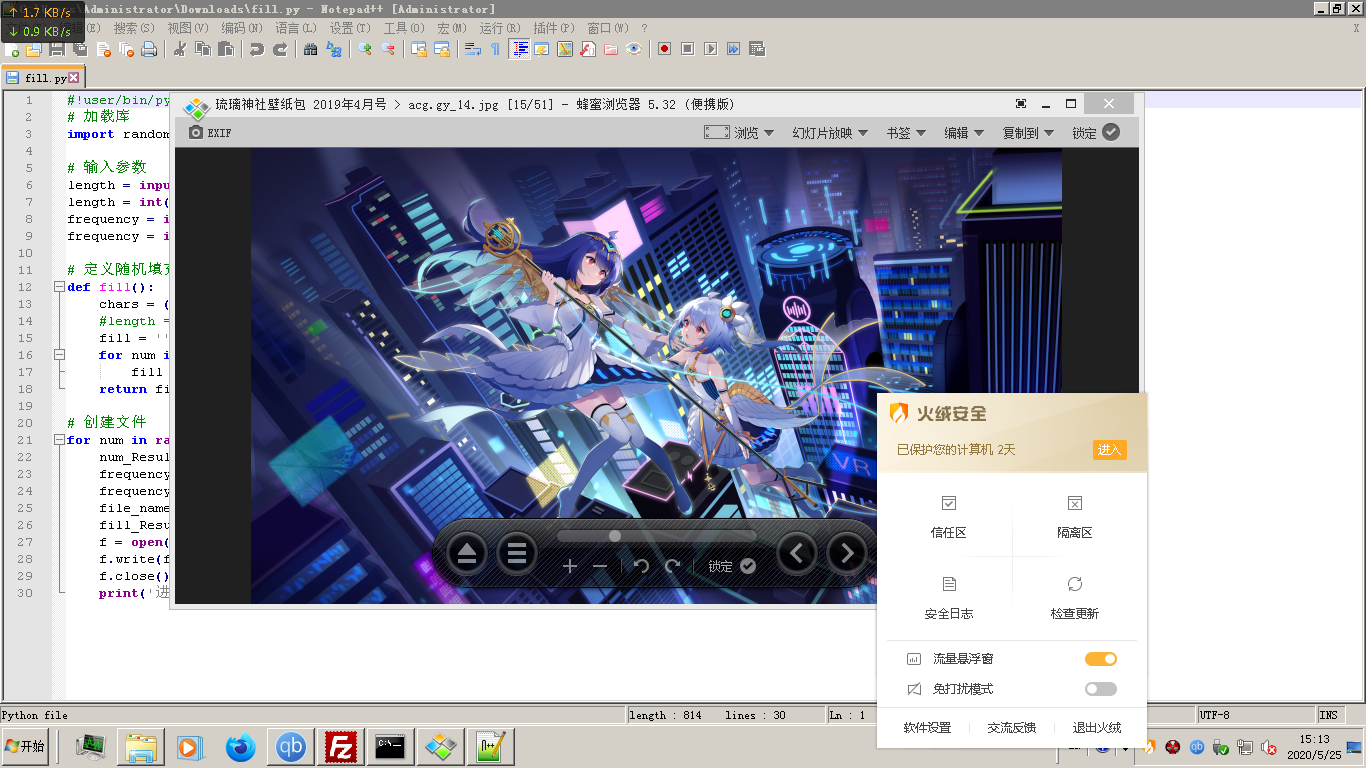 ↑ 1.7 KB/s
↓ 0.9 KB/s
\Administrator\Downloads\fill.py - Notepad++ [Administrator]
搜索(S) 视图(V) 编码(N) 语言(L) 设置(T) 工具(O) 宏(M) 运行(R) 插件(P) 窗口(W) ?
X
fill.py
1 #!user/bin/py
2 # 加载库
3 import random
4
5 # 输入参数
6 length = inpu
7 length = int(
8 frequency = i
9 frequency = i
10
11 # 定义随机填充
12 def fill():
13 chars = (
14 #length =
15 fill = ''
16 for num i
17 fill
18 return fi
19
20 # 创建文件
21 for num in ra
22 num_Resul
23 frequency
24 frequency
25 file_name
26 fill_Resu
27 f = open(
28 f.write(f
29 f.close()
30 print('进
琉璃神社壁纸包 2019年4月号 > acg.gy_14.jpg [15/51] - 蜂蜜浏览器 5.32 (便携版)
EXIF
浏览 幻灯片放映 书签 编辑 复制到 锁定
VR
锁定
火绒安全
已保护您的计算机 2天
进入
信任区 隔离区
安全日志 检查更新
流量悬浮窗
免打扰模式
软件设置 交流反馈 退出火绒
Python file
length : 814 lines : 30
Ln : 1
UTF-8
INS
开始
qb
Fz
C:\
qb
15:13
2020/5/25